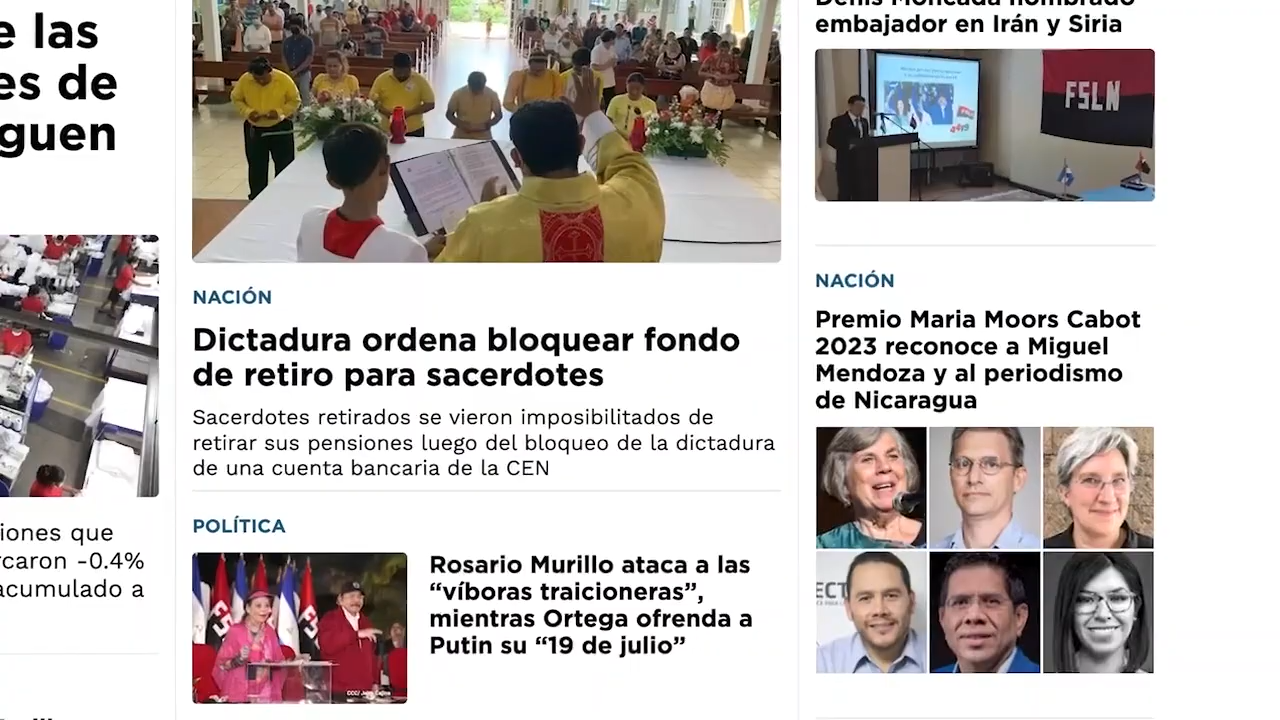 e las
es de
guen
iones que
rcaron -0.4%
acumulado a
NACIÓN
Dictadura ordena bloquear fondo
de retiro para sacerdotes
Sacerdotes retirados se vieron imposibilitados de
retirar sus pensiones luego del bloqueo de la dictadura
de una cuenta bancaria de la CEN
POLÍTICA
Rosario Murillo ataca a las
“víboras traicioneras”,
mientras Ortega ofrenda a
Putin su “19 de julio”
Denis Moncada nombrado
embajador en Irán y Siria
FSLN
NACIÓN
Premio Maria Moors Cabot
2023 reconoce a Miguel
Mendoza y al periodismo
de Nicaragua